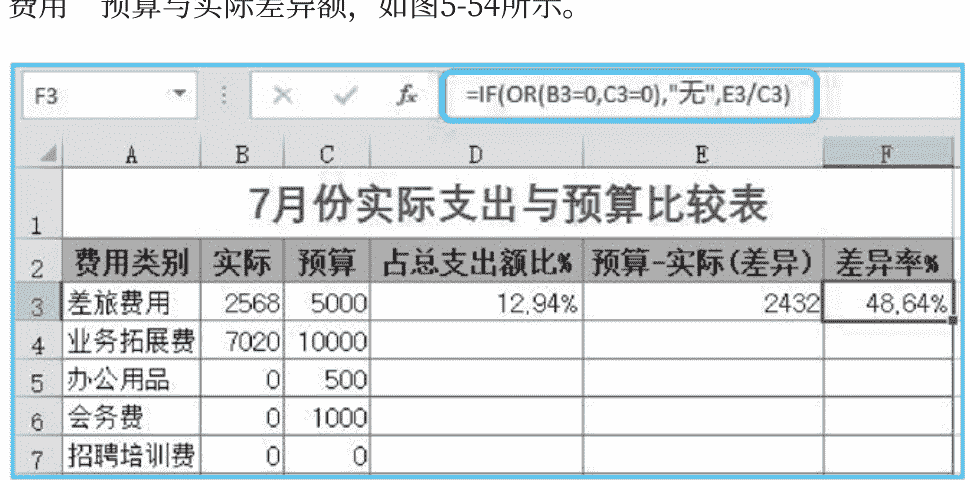 费用 预算与实际差异额，如图5-54所示。
F3 fx =IF(OR(B3=0,C3=0),"无",E3/C3)
A B C D E F
1 7月份实际支出与预算比较表
2 费用类别 实际 预算 占总支出额比% 预算-实际(差异) 差异率%
3 差旅费用 2568 5000 12.94% 2432 48.64%
4 业务拓展费 7020 10000
5 办公用品 0 500
6 会务费 0 1000
7 招聘培训费 0 0